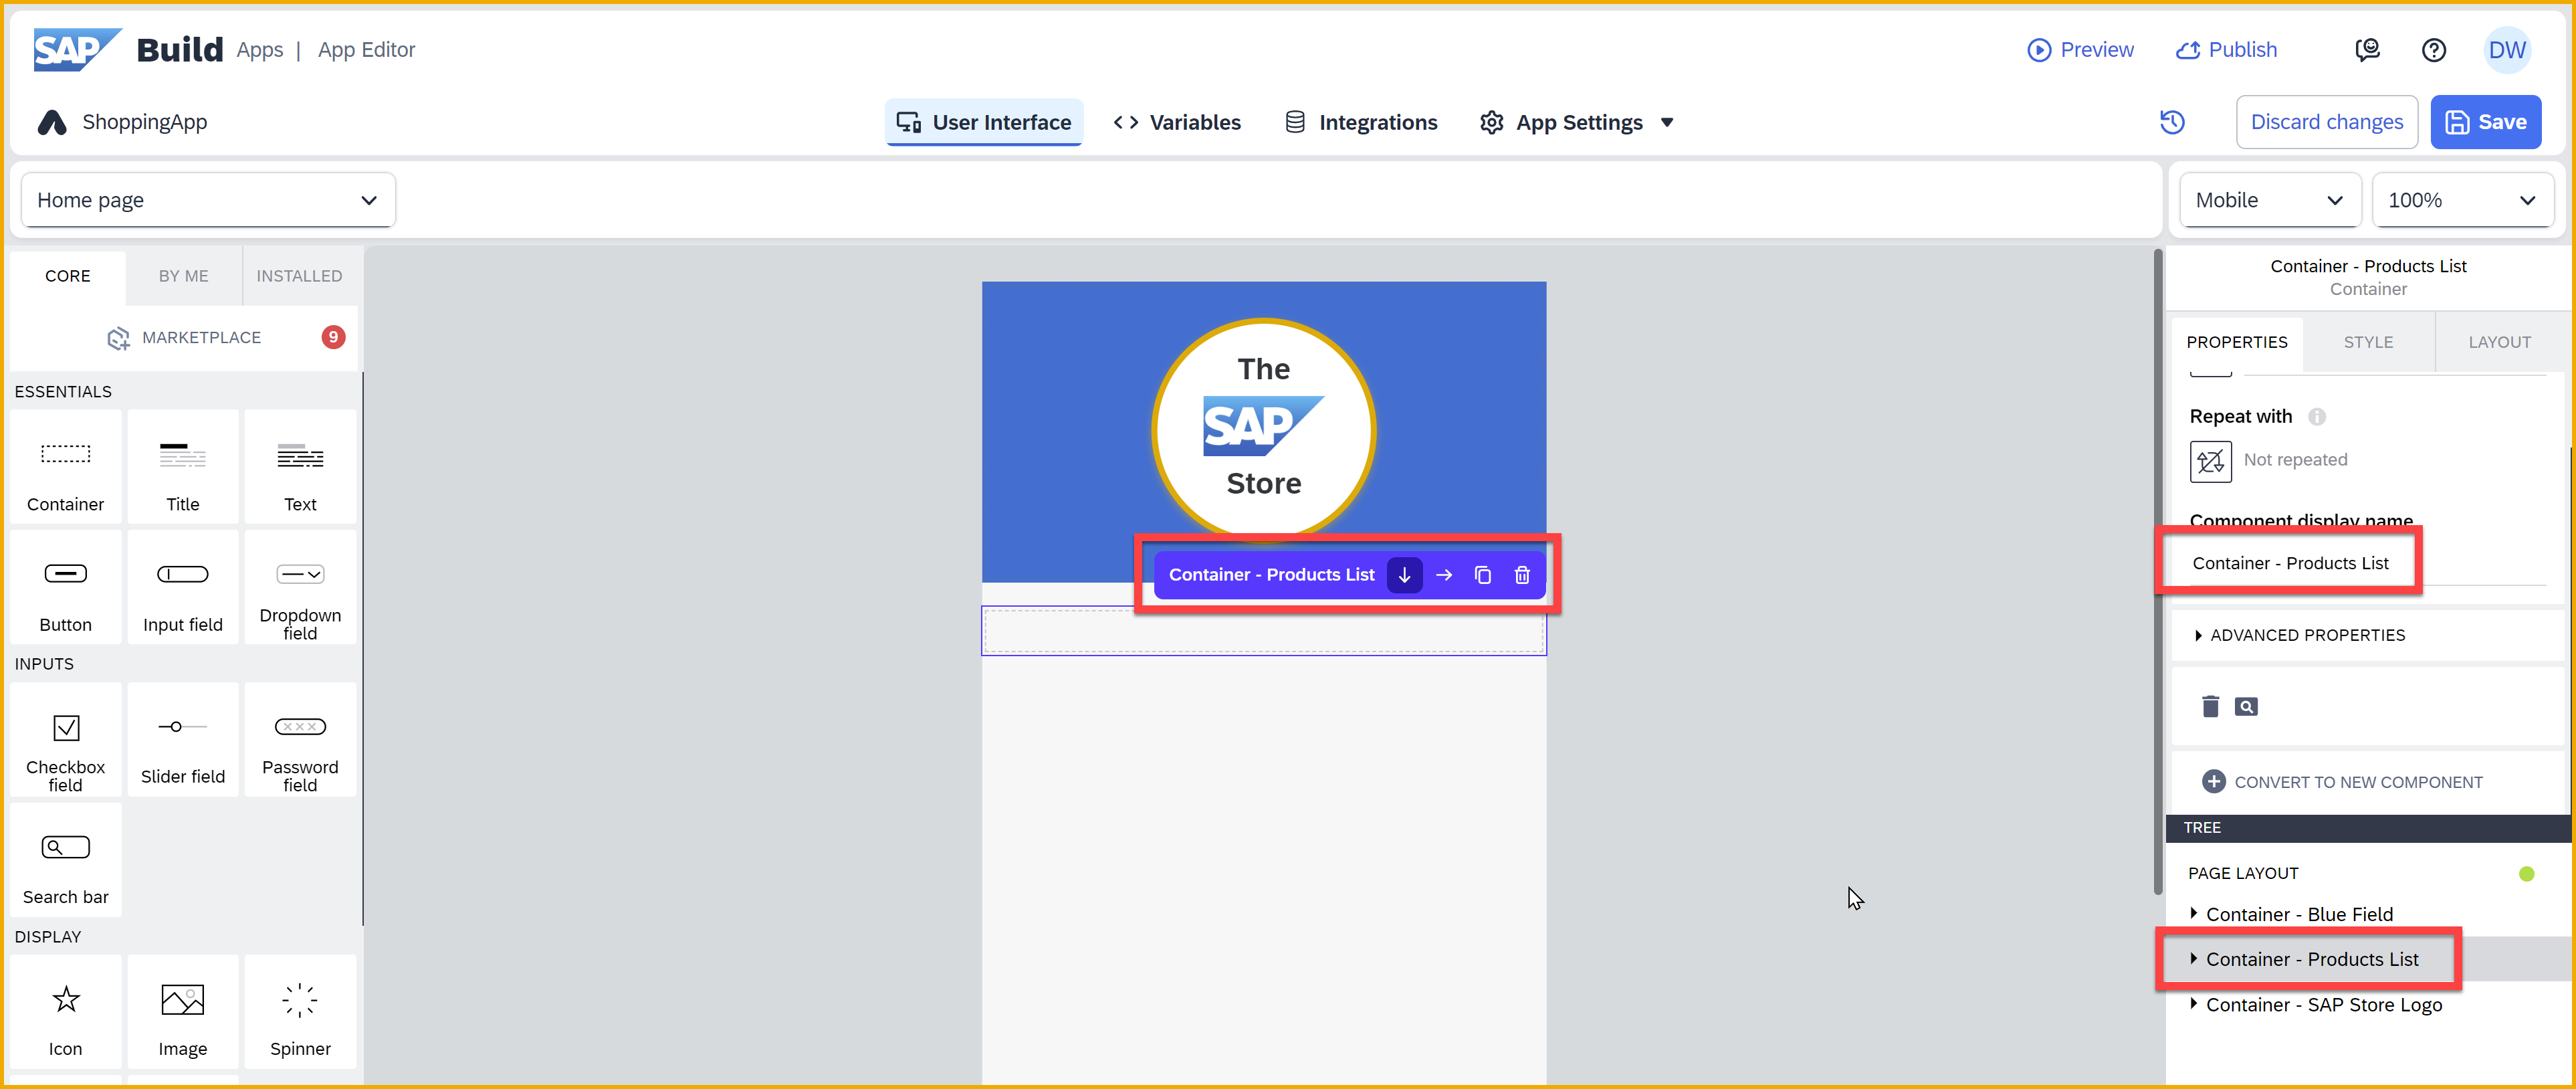 SAP Build Apps | App Editor
Preview
Publish
DW
ShoppingApp
User Interface
Variables
Integrations
App Settings
Discard changes
Save
Home page
Mobile
100%
CORE
BY ME
INSTALLED
MARKETPLACE
9
ESSENTIALS
Container
Title
Text
Button
Input field
Dropdown
field
INPUTS
Checkbox
field
Slider field
Password
field
Search bar
DISPLAY
Icon
Image
Spinner
The
SAP
Store
Container - Products List
Container - Products List
Container
PROPERTIES
STYLE
LAYOUT
Repeat with
Not repeated
Component display name
Container - Products List
ADVANCED PROPERTIES
CONVERT TO NEW COMPONENT
TREE
PAGE LAYOUT
Container - Blue Field
Container - Products List
Container - SAP Store Logo